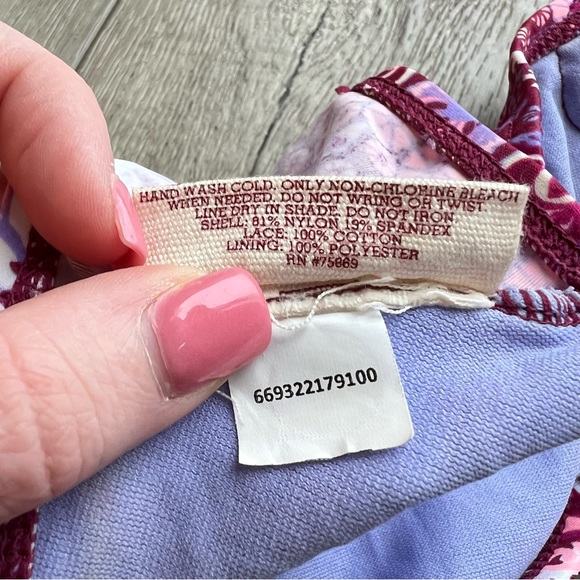 HAND WASH COLD. ONLY NON-CHLORINE BLEACH
WHEN NEEDED. DO NOT WRING OR TWIST
LINE DRY IN SHADE. DO NOT IRON
SHELL: 81% NYLON 19% SPANDEX
LACE: 100% COTTON
LINING: 100% POLYESTER
RN #75669
669322179100